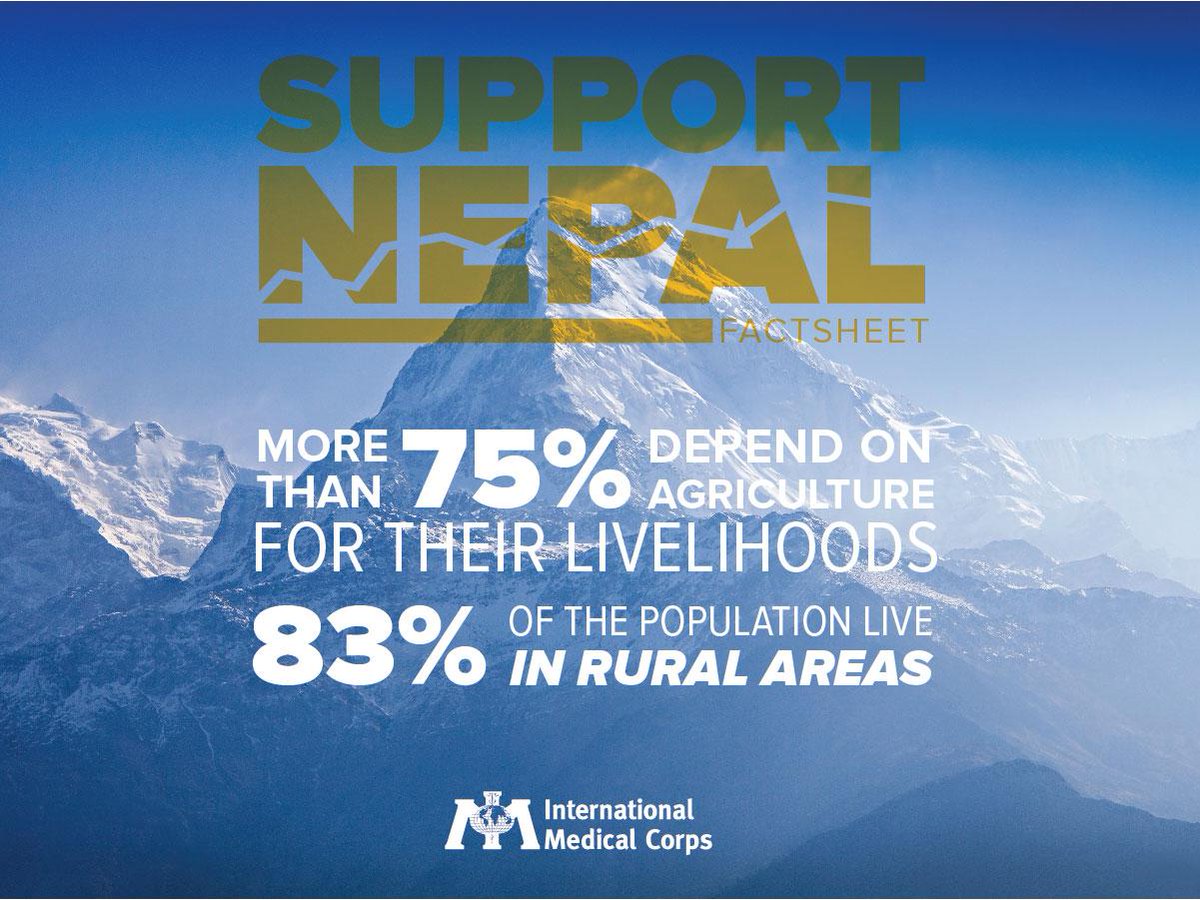 SUPPORT
NEPAL
FACTSHEET
MORE THAN 75% DEPEND ON AGRICULTURE
FOR THEIR LIVELIHOODS
83% OF THE POPULATION LIVE
IN RURAL AREAS
International
Medical Corps